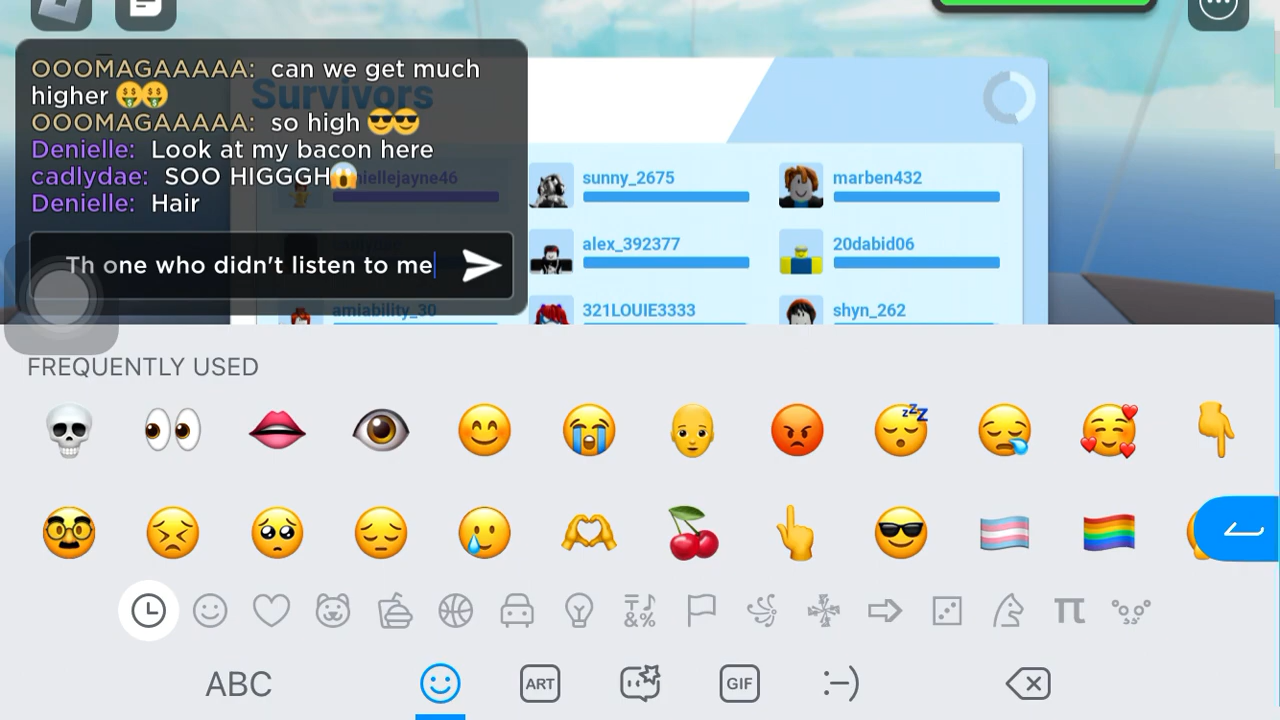 OOOMAGAAAAA: can we get much
higher 🤑🤑
OOOMAGAAAAA: so high 😎😎
Denielle: Look at my bacon here
cadlydae: SOO HIGGGH😱
Denielle: Hair
Th one who didn't listen to me
Survivors
niellejayne46
sunny_2675
marben432
alex_392377
20dabid06
amiability_30
321LOUIE3333
shyn_262
FREQUENTLY USED
ABC
ART
GIF
:-)